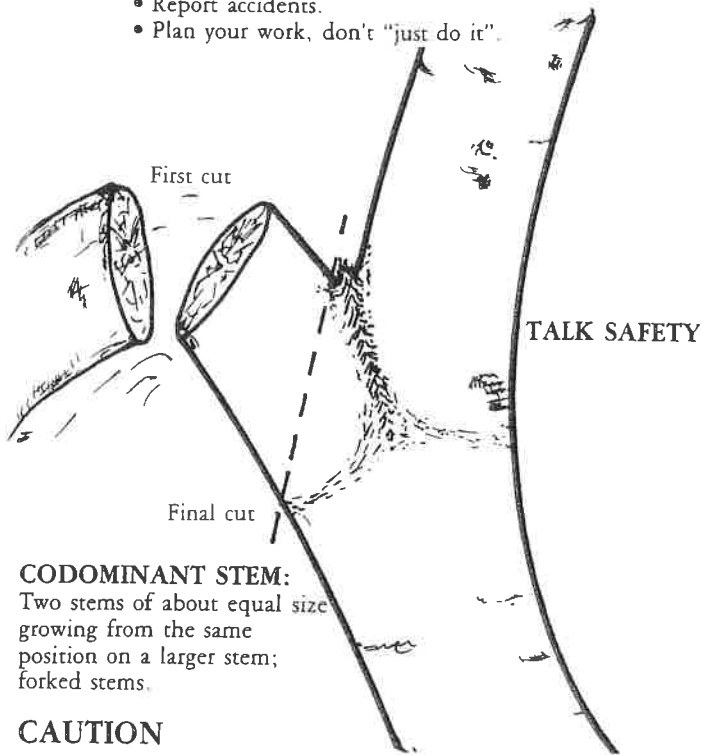 • Report accidents.
• Plan your work, don't "just do it".
First cut
TALK SAFETY
Final cut
CODOMINANT STEM:
Two stems of about equal size
growing from the same
position on a larger stem;
forked stems.
CAUTION